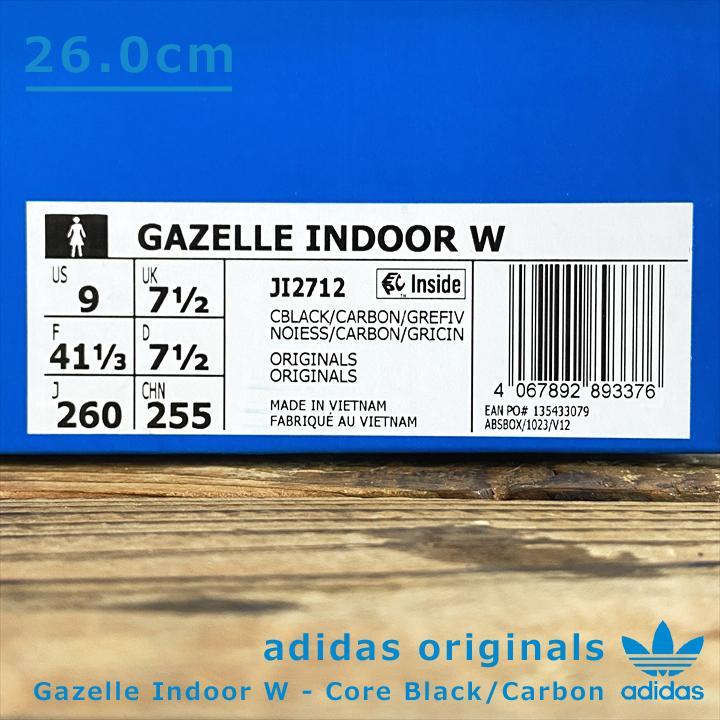 26.0cm
GAZELLE INDOOR W
US 9
UK 7½
F 41⅓
D 7½
J 260
CHN 255
JI2712
Inside
TM
CBLACK/CARBON/GREFIV
NOIESS/CARBON/GRICIN
ORIGINALS
ORIGINALS
MADE IN VIETNAM
FABRIQUÉ AU VIETNAM
4 067892 893376
EAN PO# 135433079
ABSBOX/1023/V12
adidas originals
Gazelle Indoor W - Core Black/Carbon
adidas